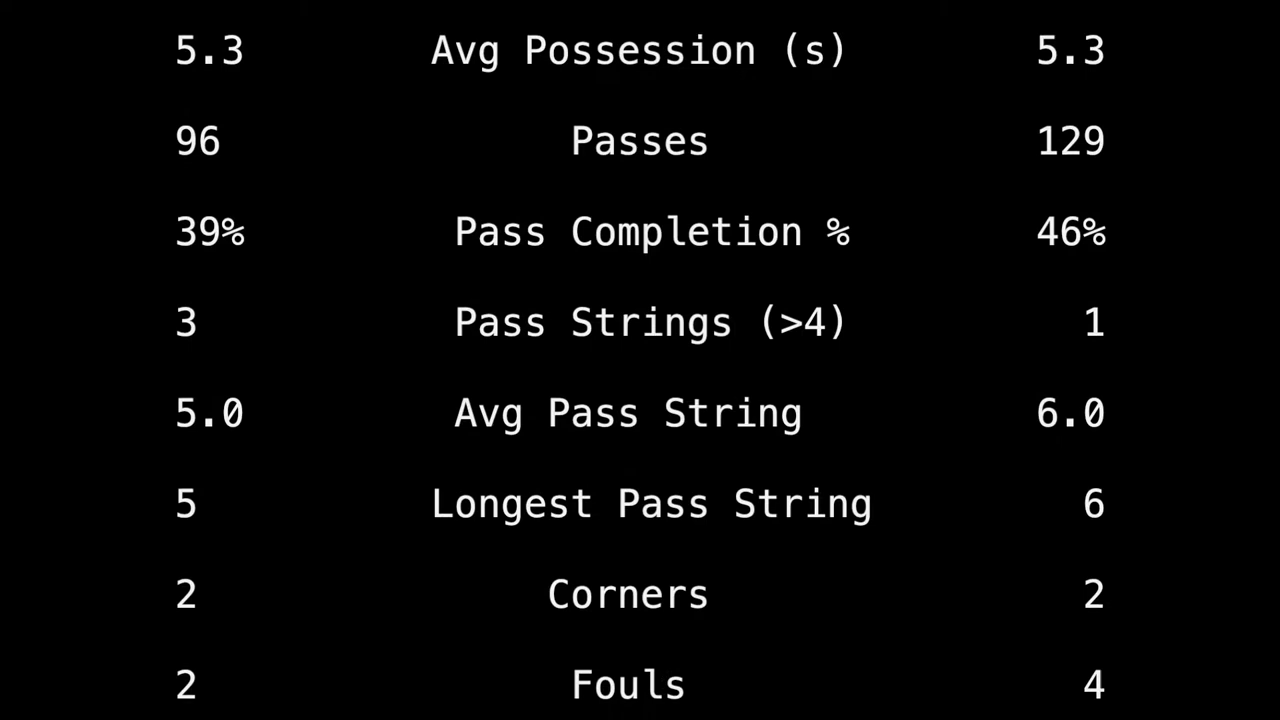 5.3 Avg Possession (s) 5.3
96 Passes 129
39% Pass Completion % 46%
3 Pass Strings (>4) 1
5.0 Avg Pass String 6.0
5 Longest Pass String 6
2 Corners 2
2 Fouls 4